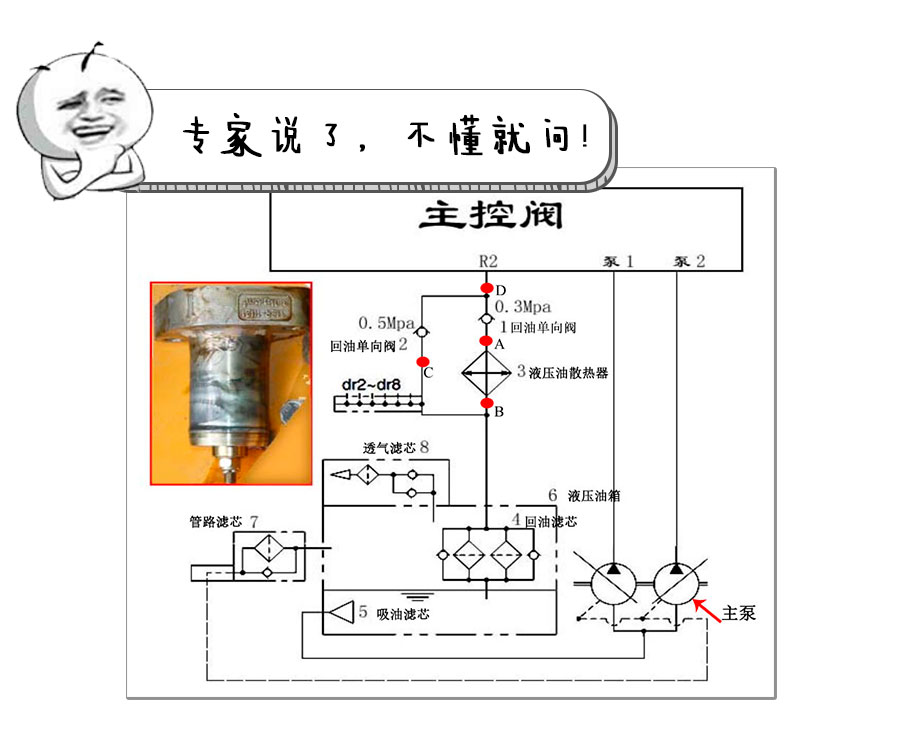 专家说了，不懂就问！
主控阀
R2
泵1
泵2
D
0.3Mpa
1回油单向阀
0.5Mpa
回油单向阀2
A
C
3液压油散热器
dr2~dr8
B
透气滤芯8
6 液压油箱
管路滤芯7
4回油滤芯
5 吸油滤芯
主泵